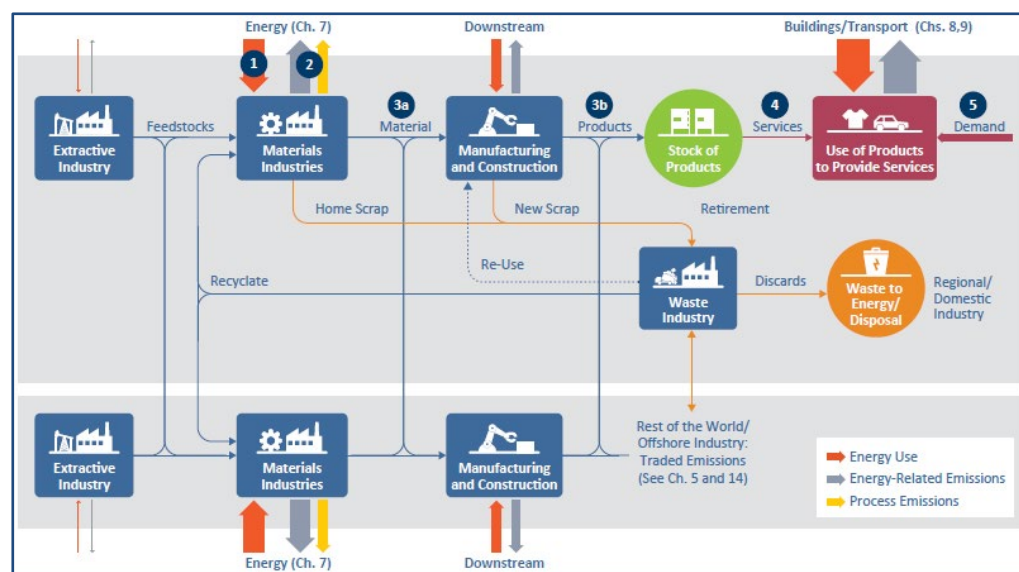 Energy (Ch. 7)
Downstream
Buildings/Transport (Chs. 8,9)
1
2
3a
3b
4
5
Feedstocks
Material
Products
Services
Demand
Extractive
Industry
Materials
Industries
Manufacturing
and Construction
Stock of
Products
Use of Products
to Provide Services
Home Scrap
New Scrap
Retirement
Re-Use
Recyclate
Waste
Industry
Discards
Waste to
Energy/
Disposal
Regional/
Domestic
Industry
Extractive
Industry
Materials
Industries
Manufacturing
and Construction
Rest of the World/
Offshore Industry:
Traded Emissions
(See Ch. 5 and 14)
Energy Use
Energy-Related Emissions
Process Emissions
Energy (Ch. 7)
Downstream